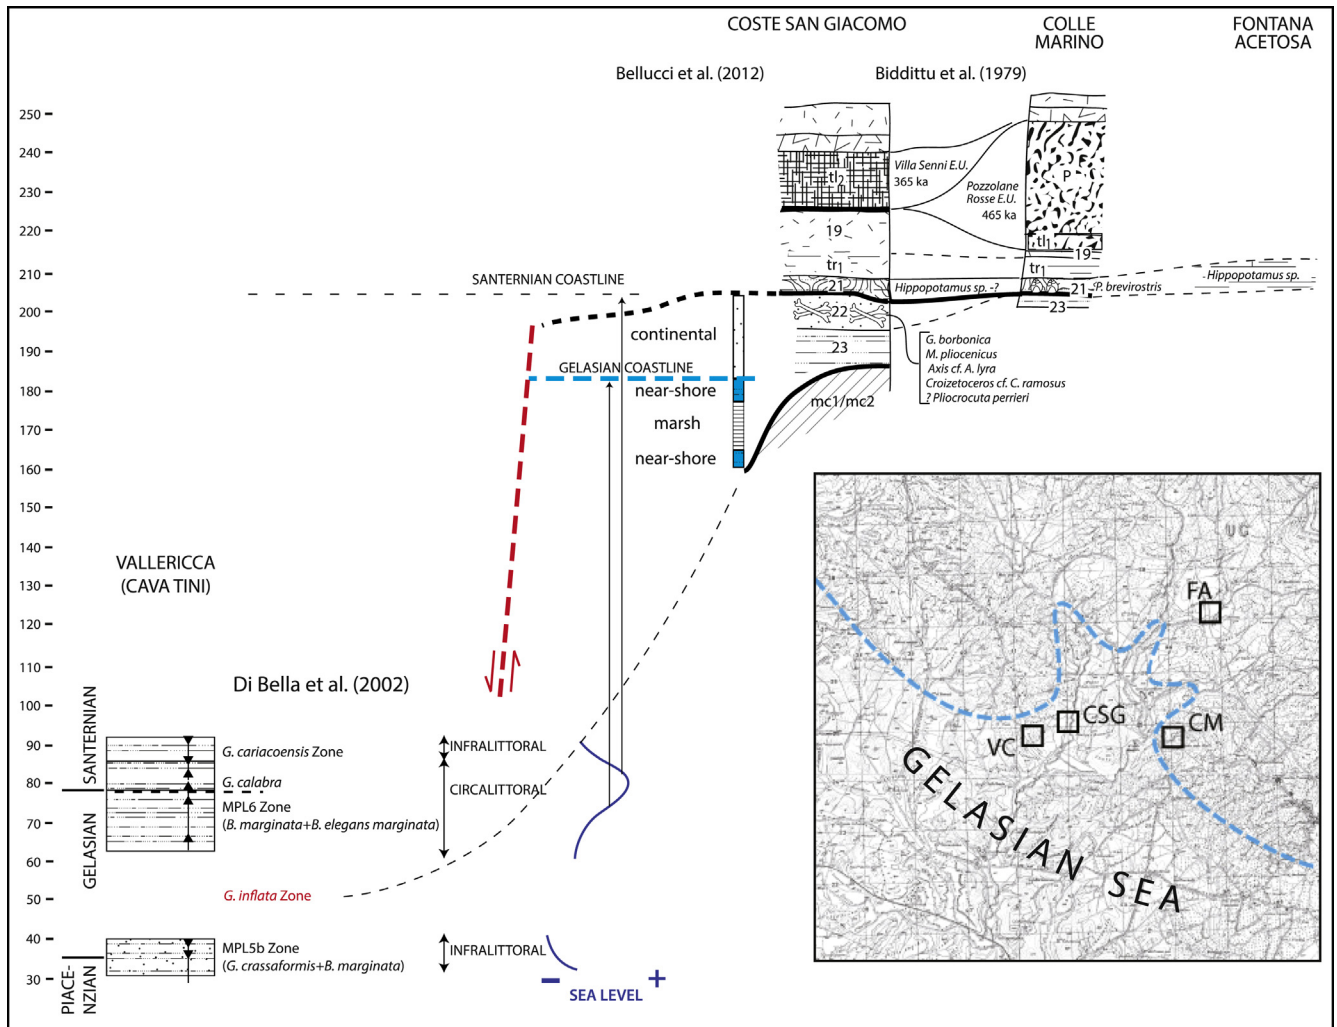 COSTE SAN GIACOMO
COLLE
MARINO
FONTANA
ACETOSA
Bellucci et al. (2012)
Biddittu et al. (1979)
250
240
230
220
210
200
190
180
170
160
150
140
130
120
110
100
90
80
70
60
50
40
30
tl2
19
tr1
21
22
23
mc1/mc2
Villa Senni E.U.
365 ka
Pozzolane
Rosse E.U.
465 ka
P
tl1
19
tr1
21
23
Hippopotamus sp. -?
P. brevirostris
Hippopotamus sp.
G. borbonica
M. pliocenicus
Axis cf. A. lyra
Croizetoceros cf. C. ramosus
? Pliocrocuta perrieri
SANTERNIAN COASTLINE
continental
GELASIAN COASTLINE
near-shore
marsh
near-shore
VALLERICCA
(CAVA TINI)
Di Bella et al. (2002)
SANTERNIAN
GELASIAN
PIACE-
NZIAN
G. cariacoensis Zone
G. calabra
MPL6 Zone
(B. marginata+B. elegans marginata)
G. inflata Zone
MPL5b Zone
(G. crassaformis+B. marginata)
INFRALITTORAL
CIRCALITTORAL
INFRALITTORAL
SEA LEVEL
UG
FA
CSG
VC
CM
GELASIAN SEA